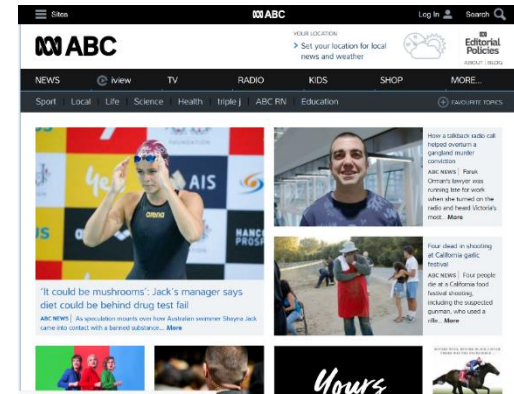 Sites
ABC
Log In
Search
ABC
YOUR LOCATION
Set your location for local
news and weather
Editorial
Policies
ABOUT | BLOG
NEWS
iview
TV
RADIO
KIDS
SHOP
MORE...
Sport
Local
Life
Science
Health
triple j
ABC RN
Education
FAVOURITE TOPICS
FOUNDATION
AIS
arena
HANC
PROSP
'It could be mushrooms': Jack's manager says
diet could be behind drug test fail
ABC NEWS | As speculation mounts over how Australian swimmer Shayna Jack
came into contact with a banned substance... More
How a talkback radio call
helped overturn a
gangland murder
conviction
ABC NEWS | Faruk
Orman's lawyer was
running late for work
when she turned on the
radio and heard Victoria's
most... More
Four dead in shooting
at California garlic
festival
ABC NEWS | Four people
die at a California food
festival shooting,
including the suspected
gunman, who used a
rifle... More
Yours